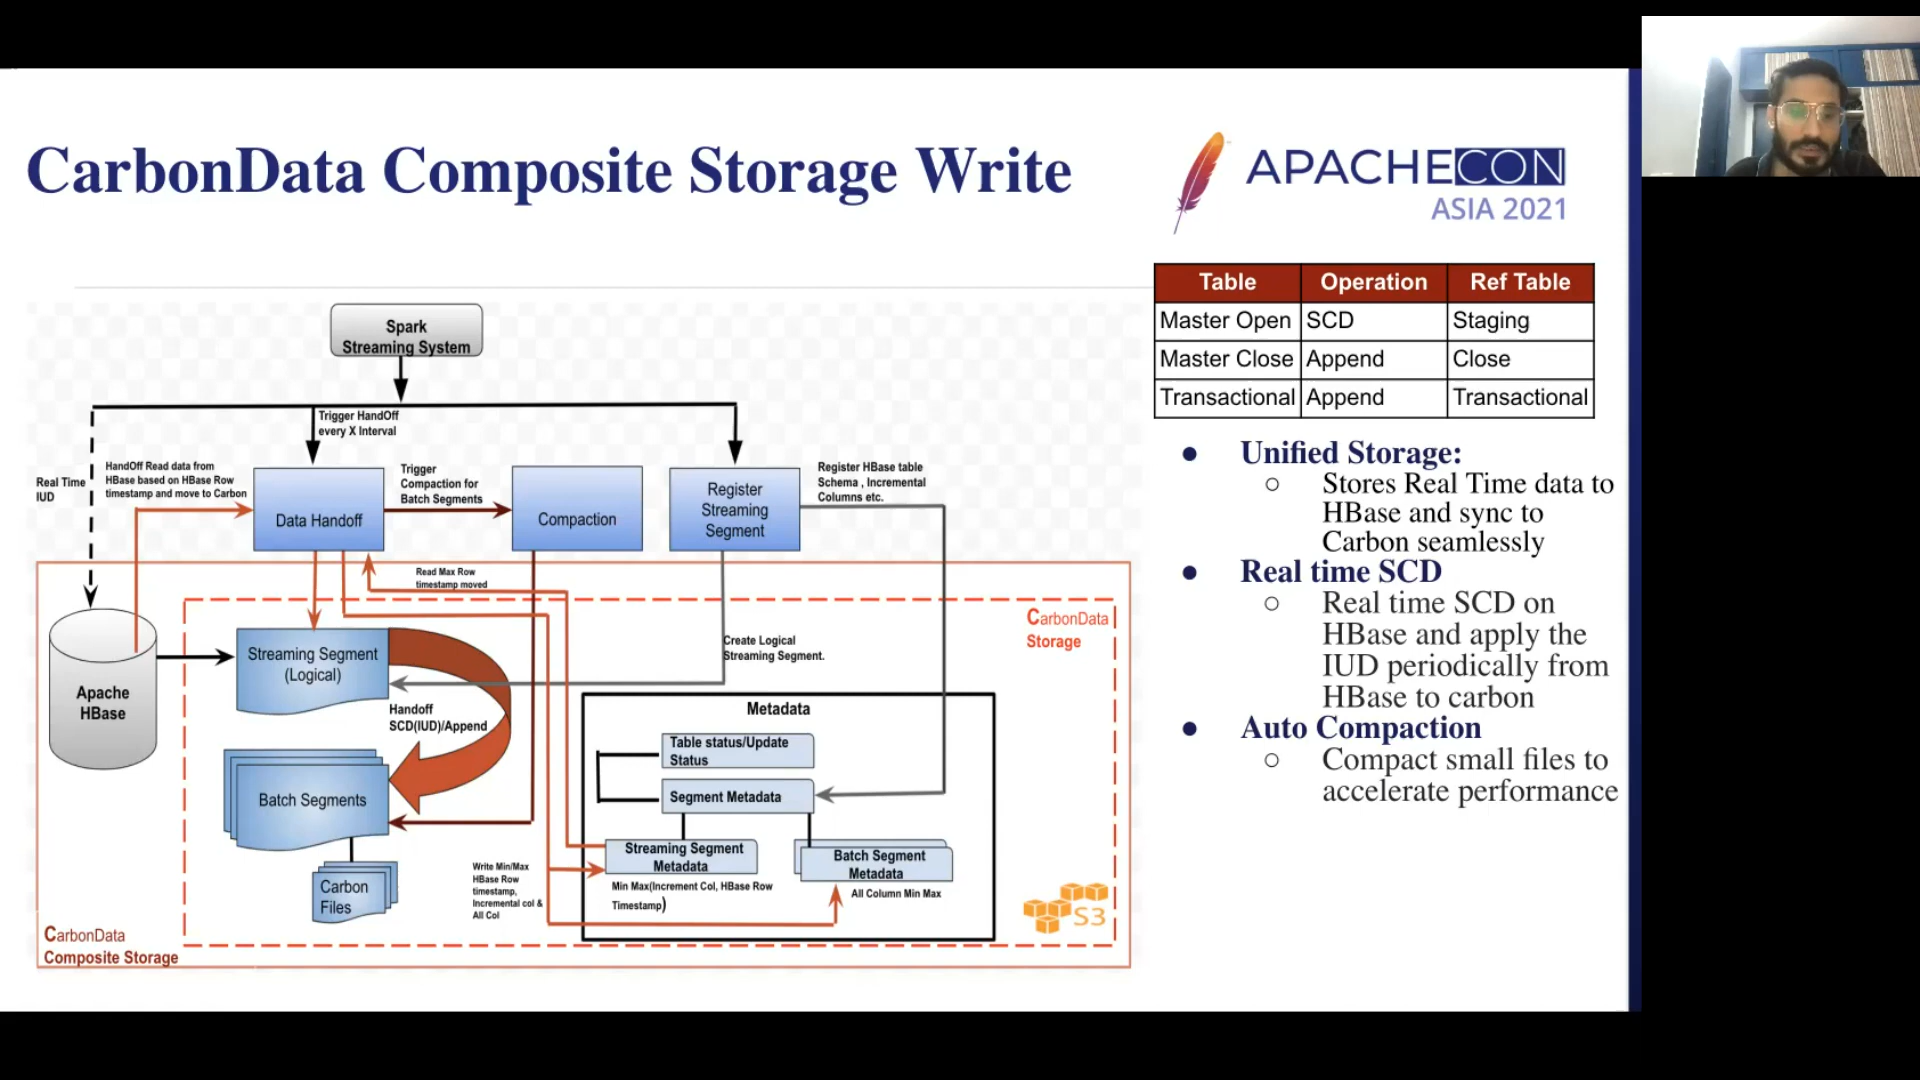 CarbonData Composite Storage Write
APACHECON
ASIA 2021
Spark
Streaming System
Trigger HandOff
every X Interval
Real Time
IUD
HandOff Read data from
HBase based on HBase Row
timestamp and move to Carbon
Data Handoff
Trigger
Compaction for
Batch Segments
Compaction
Register
Streaming
Segment
Register HBase table
Schema , Incremental
Columns etc.
Read Max Row
timestamp moved
CarbonData
Storage
Apache
HBase
Streaming Segment
(Logical)
Create Logical
Streaming Segment.
Handoff
SCD(IUD)/Append
Batch Segments
Carbon
Files
Metadata
Table status/Update
Status
Segment Metadata
Streaming Segment
Metadata
Min Max(Increment Col, HBase Row
Timestamp)
Batch Segment
Metadata
All Column Min Max
Write Min/Max
HBase Row
timestamp,
Incremental col &
All Col
S3
CarbonData
Composite Storage
Table Operation Ref Table
Master Open SCD Staging
Master Close Append Close
Transactional Append Transactional
● Unified Storage:
○ Stores Real Time data to
HBase and sync to
Carbon seamlessly
● Real time SCD
○ Real time SCD on
HBase and apply the
IUD periodically from
HBase to carbon
● Auto Compaction
○ Compact small files to
accelerate performance